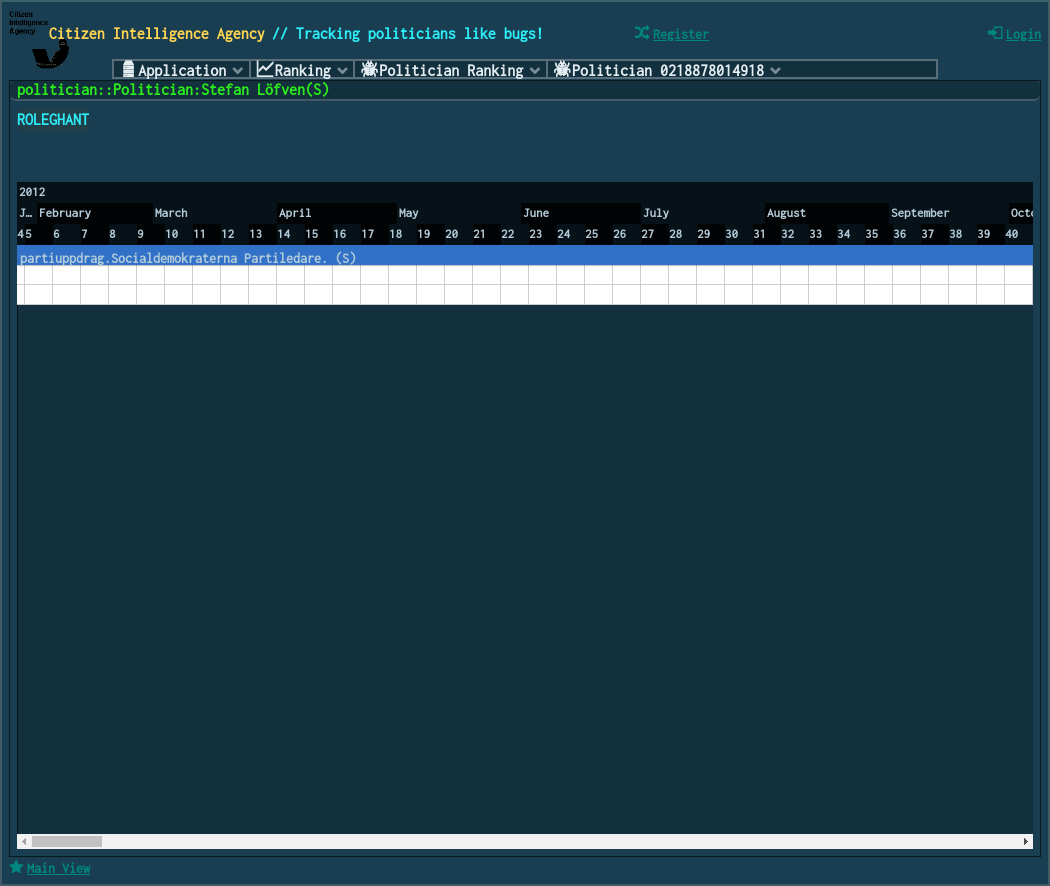 Citizen
Intelligence
Agency
Citizen Intelligence Agency // Tracking politicians like bugs!
Register
Login
Application Ranking Politician Ranking Politician 0218878014918
politician::Politician:Stefan Löfven(S)
ROLEGHANT
2012
J… February March April May June July August September Octo
45 6 7 8 9 10 11 12 13 14 15 16 17 18 19 20 21 22 23 24 25 26 27 28 29 30 31 32 33 34 35 36 37 38 39 40
partiuppdrag.Socialdemokraterna Partiledare. (S)
Main View